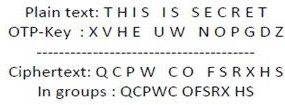 Plain text: T H I S  I S  S E C R E T
OTP-Key : X V H E  U W  N O P G D Z
---------------------------------------
Ciphertext: Q C P W  C O  F S R X H S
In groups : QCPWC OFSRX HS